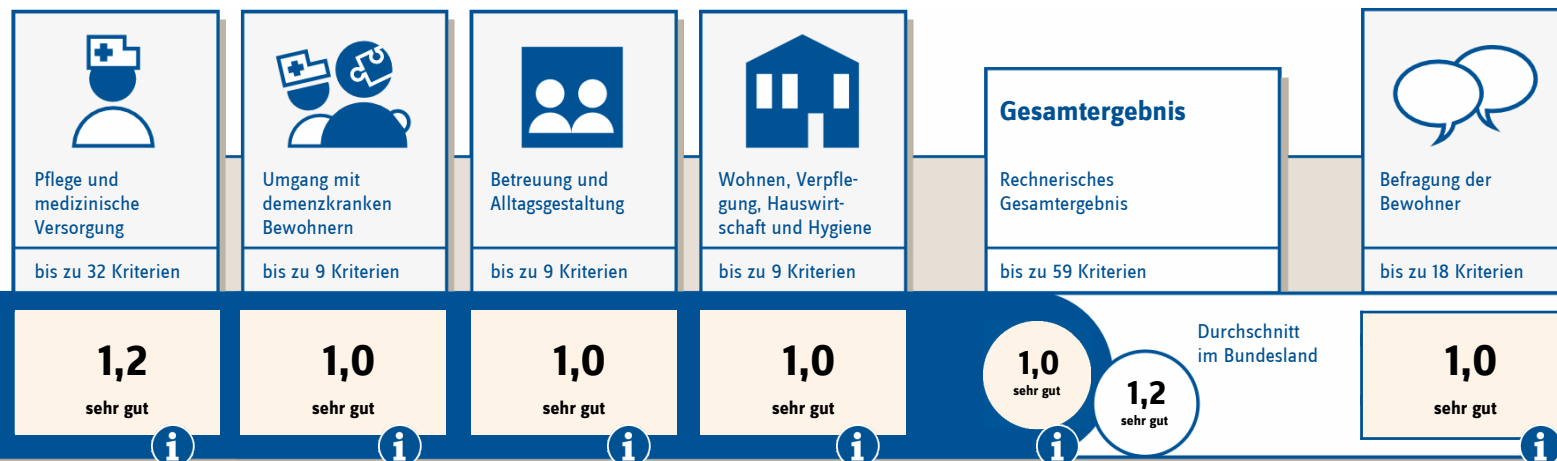 Pflege und
medizinische
Versorgung
bis zu 32 Kriterien
1,2
sehr gut
i
Umgang mit
demenzkranken
Bewohnern
bis zu 9 Kriterien
1,0
sehr gut
i
Betreuung und
Alltagsgestaltung
bis zu 9 Kriterien
1,0
sehr gut
i
Wohnen, Verpfle-
gung, Hauswirt-
schaft und Hygiene
bis zu 9 Kriterien
1,0
sehr gut
i
Gesamtergebnis
Rechnerisches
Gesamtergebnis
bis zu 59 Kriterien
1,0
sehr gut
i
Durchschnitt
im Bundesland
1,2
sehr gut
Befragung der
Bewohner
bis zu 18 Kriterien
1,0
sehr gut
i